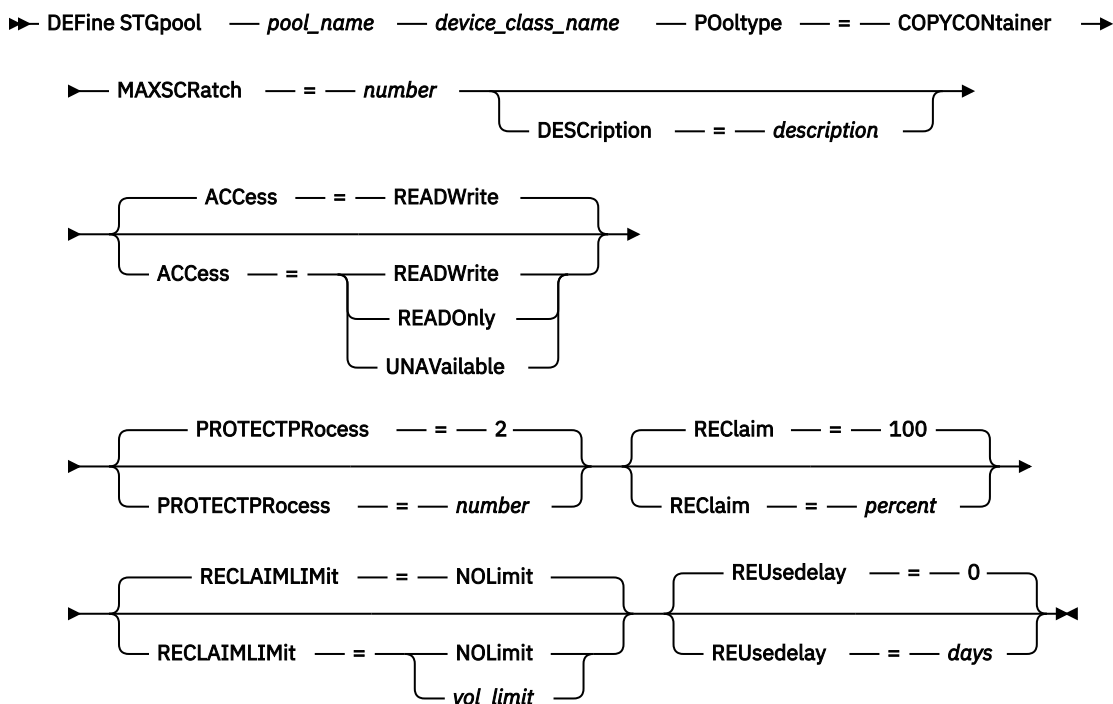 DEFine STGpool pool_name device_class_name POoltype = COPYCONtainer
MAXSCRatch = number
DESCription = description
ACCess = READWrite
ACCess = READWrite
READOnly
UNAVailable
PROTECTPRocess = 2 REClaim = 100
PROTECTPRocess = number REClaim = percent
RECLAIMLIMit = NOLimit REUsedelay = 0
RECLAIMLIMit = NOLimit REUsedelay = days
vol_limit